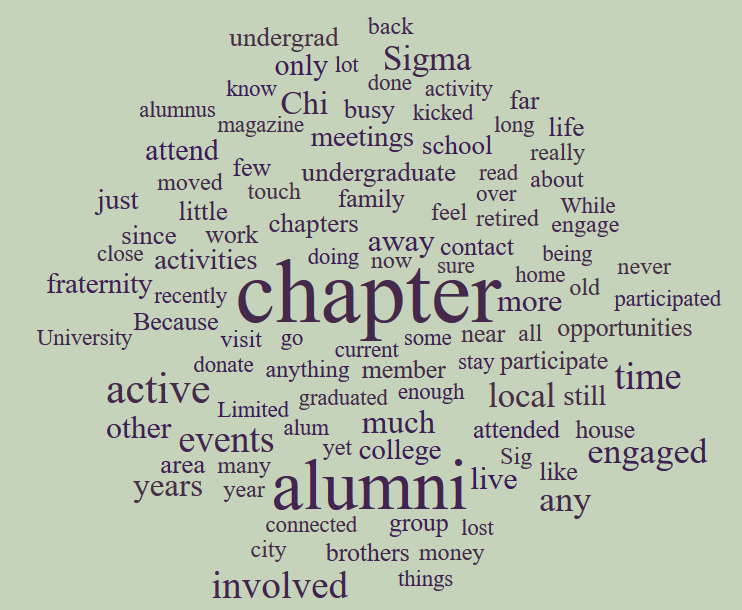 back
undergrad
Sigma
only lot
know done activity
Chi busy kicked far
alumnus
magazine meetings school long life
attend really
few undergraduate read about
moved touch family over
just little chapters feel retired While
engage
since work away contact
close activities doing now sure being
fraternity recently chapter more home old never
participated
University Because visit go some near all opportunities
current
donate anything member stay participate time
active graduated enough local still
Limited
other events alum much attended house
yet college Sig engaged
area many
years year alumni live like any
connected group lost
city brothers money
involved things